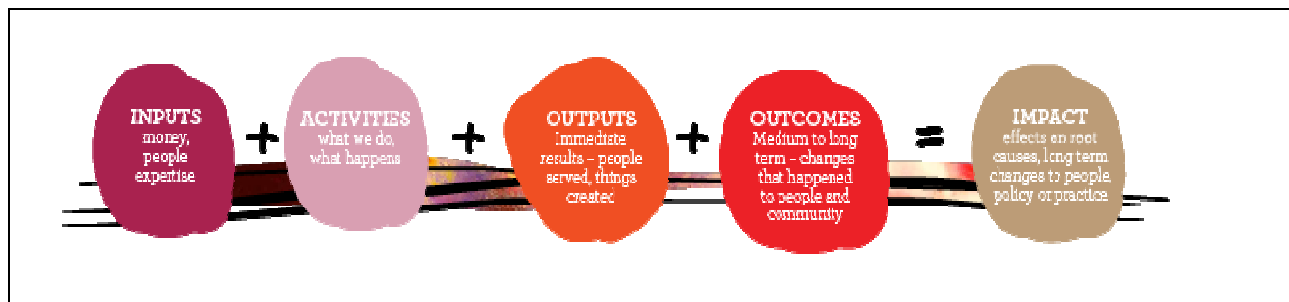 INPUTS
money,
people
expertise
+
ACTIVITIES
what we do,
what happens
+
OUTPUTS
Immediate
results – people
served, things
created
+
OUTCOMES
Medium to long
term – changes
that happened
to people and
community
=
IMPACT
effects on root
causes, long term
changes to people,
policy or practice